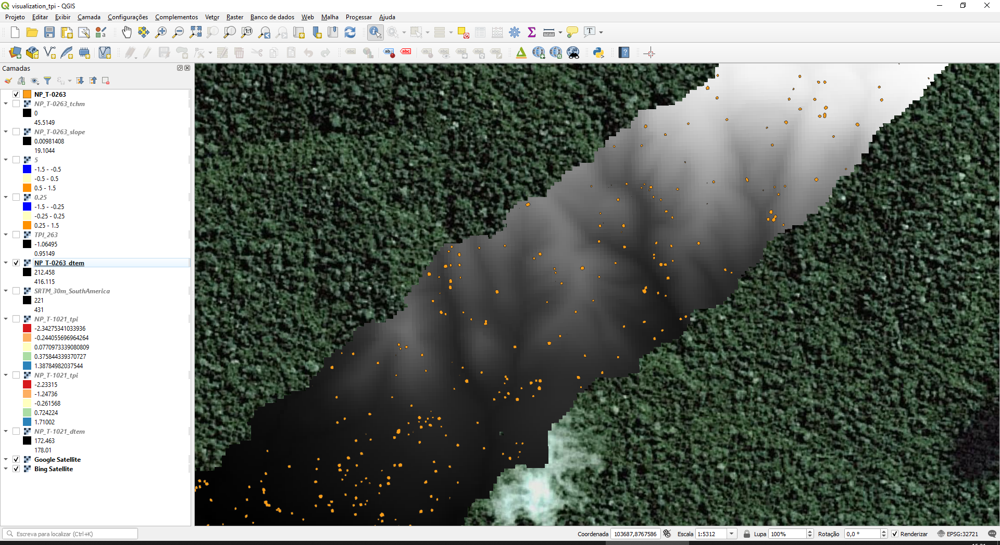 visualization_tpi - QGIS
Projeto Editar Exibir Camada Configurações Complementos Vetor Raster Banco de dados Web Malha Processar Ajuda
Camadas
NP_T-0263
NP_T-0263_tchm
0
45.5149
NP_T-0263_slope
0.00981408
19.1044
5
-1.5 - -0.5
-0.5 - 0.5
0.5 - 1.5
0.25
-1.5 - -0.25
-0.25 - 0.25
0.25 - 1.5
TPI_263
-1.06495
0.95149
NP_T-0263_dtem
212.458
416.115
SRTM_30m_SouthAmerica
221
431
NP_T-1021_tpi
-2.34275341033936
-0.244055696964264
0.0770973339080809
0.375844339370727
1.38784982037544
NP_T-1021_tpi
-2.23315
-1.24736
-0.261568
0.724224
1.71002
NP_T-1021_dtem
172.463
178.01
Google Satellite
Bing Satellite
Escreva para localizar (Ctrl+K) Coordenada 103687,8767586 Escala 1:5312 Lupa 100% Rotação 0,0 ° Renderizar EPSG:32721